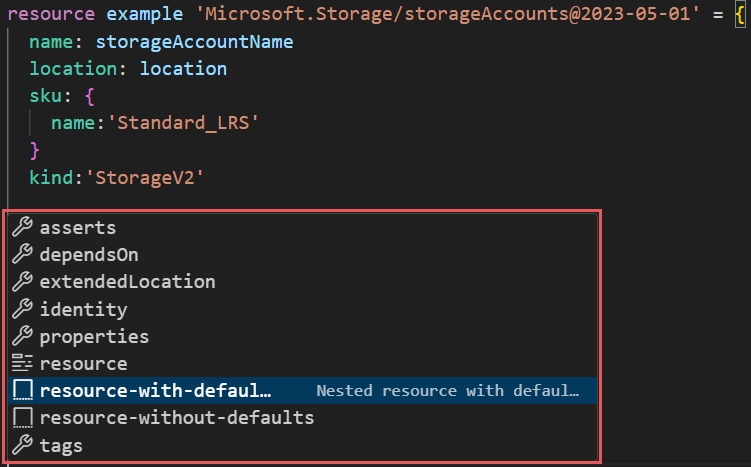 resource example 'Microsoft.Storage/storageAccounts@2023-05-01' = {
name: storageAccountName
location: location
sku: {
name:'Standard_LRS'
}
kind:'StorageV2'
asserts
dependsOn
extendedLocation
identity
properties
resource
resource-with-defaul… Nested resource with defaul…
resource-without-defaults
tags